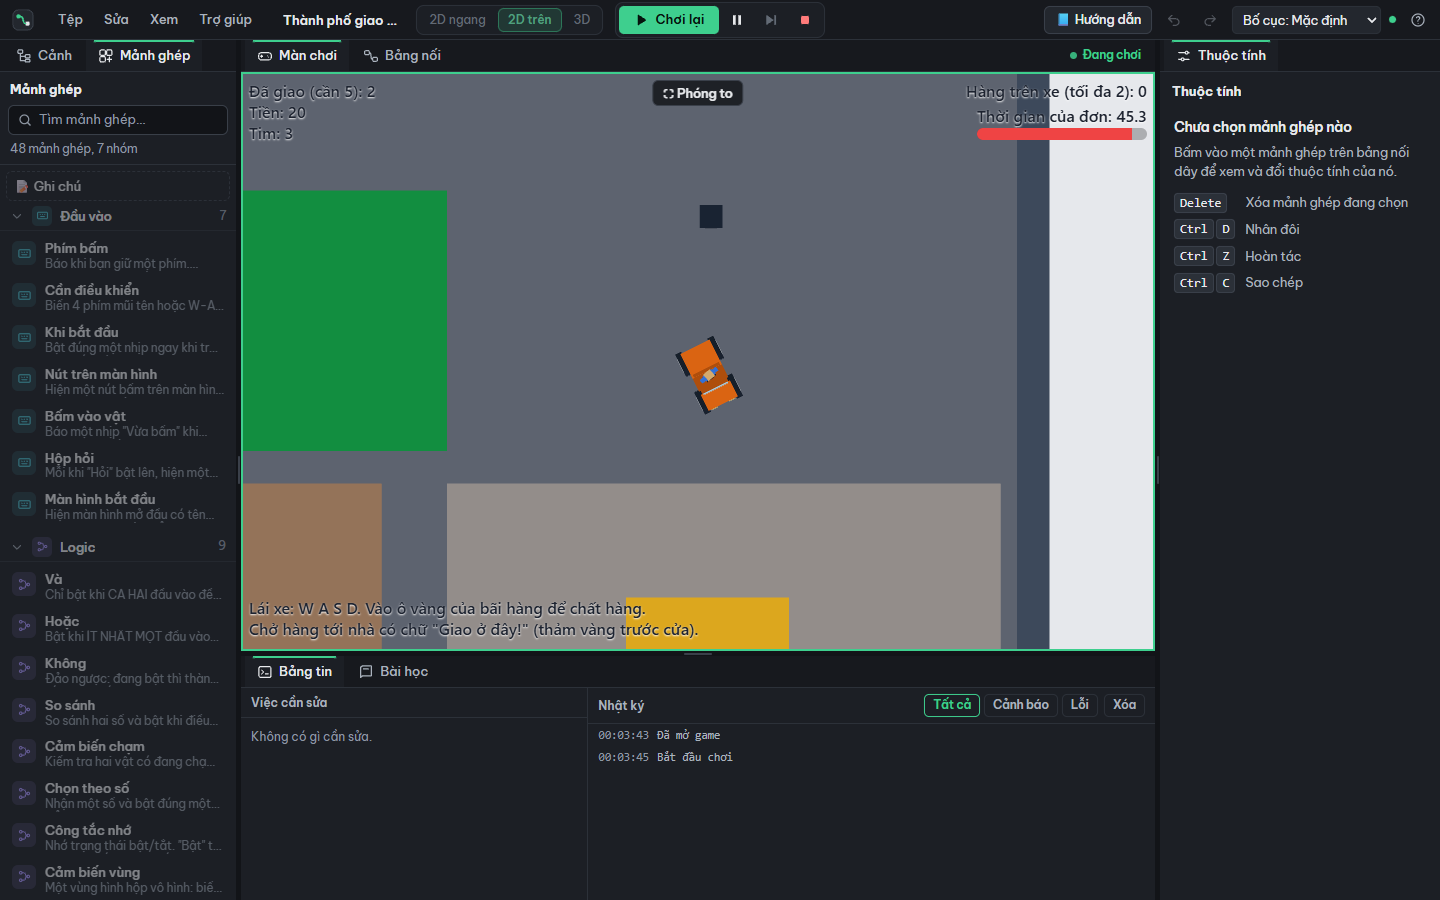 Tệp Sửa Xem Trợ giúp Thành phố giao ... 2D ngang 2D trên 3D Chơi lại Hướng dẫn Bố cục: Mặc định
Cảnh Mảnh ghép
Màn chơi Bảng nối Đang chơi
Thuộc tính
Mảnh ghép
Tìm mảnh ghép...
48 mảnh ghép, 7 nhóm
Ghi chú
Đầu vào 7
Phím bấm
Báo khi bạn giữ một phím....
Cần điều khiển
Biến 4 phím mũi tên hoặc W-A...
Khi bắt đầu
Bật đúng một nhịp ngay khi tr...
Nút trên màn hình
Hiện một nút bấm trên màn hìn...
Bấm vào vật
Báo một nhịp "Vừa bấm" khi...
Hộp hỏi
Mỗi khi "Hỏi" bật lên, hiện một...
Màn hình bắt đầu
Hiện màn hình mở đầu có tên...
Logic 9
Và
Chỉ bật khi CẢ HAI đầu vào đề...
Hoặc
Bật khi ÍT NHẤT MỘT đầu vào...
Không
Đảo ngược: đang bật thì thàn...
So sánh
So sánh hai số và bật khi điều...
Cảm biến chạm
Kiểm tra hai vật có đang chạ...
Chọn theo số
Nhận một số và bật đúng một...
Công tắc nhớ
Nhớ trạng thái bật/tắt. "Bật" t...
Cảm biến vùng
Một vùng hình hộp vô hình: biế...
Đã giao (cần 5): 2
Tiền: 20
Tim: 3
Phóng to
Hàng trên xe (tối đa 2): 0
Thời gian của đơn: 45.3
Lái xe: W A S D. Vào ô vàng của bãi hàng để chất hàng.
Chở hàng tới nhà có chữ "Giao ở đây!" (thảm vàng trước cửa).
Bảng tin Bài học
Việc cần sửa
Không có gì cần sửa.
Nhật ký Tất cả Cảnh báo Lỗi Xóa
00:03:43 Đã mở game
00:03:45 Bắt đầu chơi
Thuộc tính
Chưa chọn mảnh ghép nào
Bấm vào một mảnh ghép trên bảng nối
dây để xem và đổi thuộc tính của nó.
Delete Xóa mảnh ghép đang chọn
Ctrl D Nhân đôi
Ctrl Z Hoàn tác
Ctrl C Sao chép